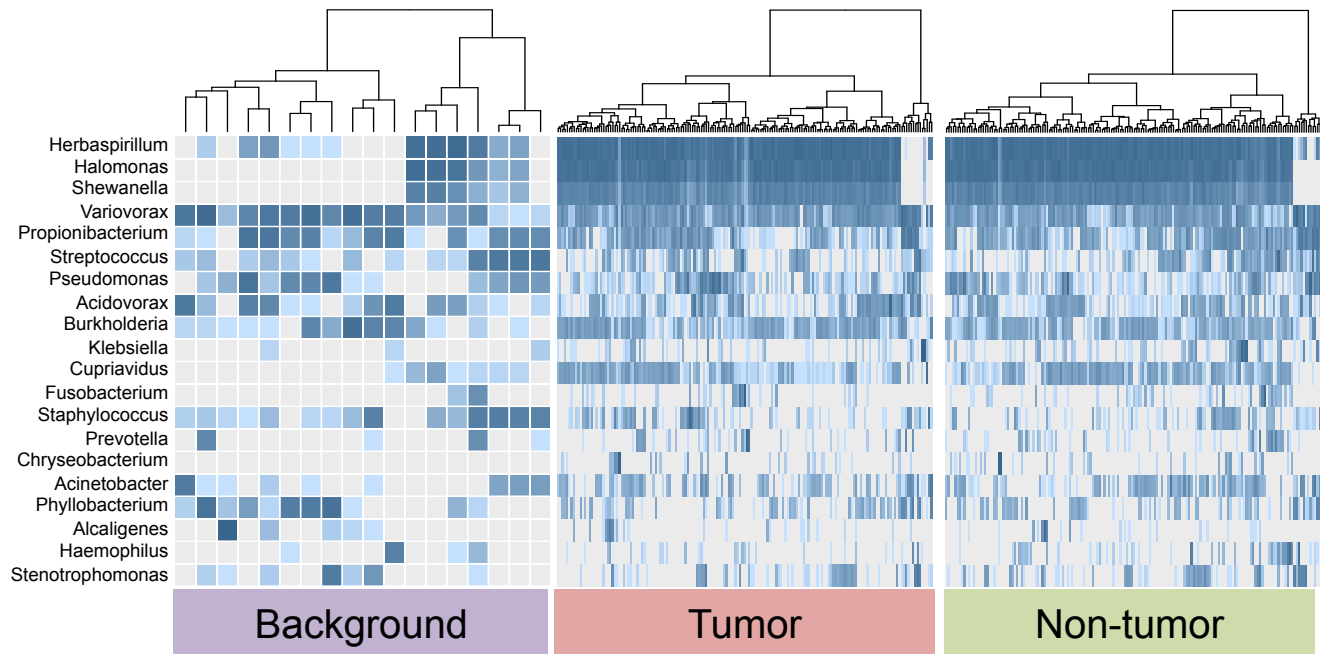 Herbaspirillum
Halomonas
Shewanella
Variovorax
Propionibacterium
Streptococcus
Pseudomonas
Acidovorax
Burkholderia
Klebsiella
Cupriavidus
Fusobacterium
Staphylococcus
Prevotella
Chryseobacterium
Acinetobacter
Phyllobacterium
Alcaligenes
Haemophilus
Stenotrophomonas
Background Tumor Non-tumor